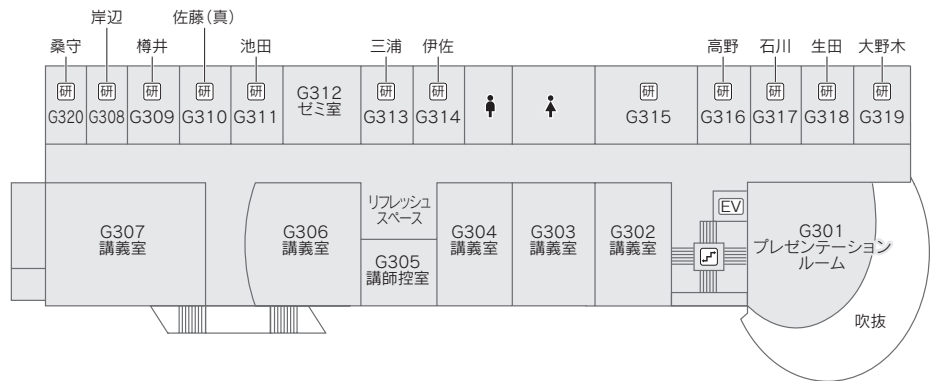 岸辺
佐藤(真)
桑守
樽井
池田
三浦
伊佐
高野
石川
生田
大野木
研
研
研
研
研
研
研
研
研
研
研
研
G320
G308
G309
G310
G311
G312
ゼミ室
G313
G314
G315
G316
G317
G318
G319
G307
講義室
G306
講義室
リフレッシュ
スペース
G305
講師控室
G304
講義室
G303
講義室
G302
講義室
EV
G301
プレゼンテーション
ルーム
吹抜